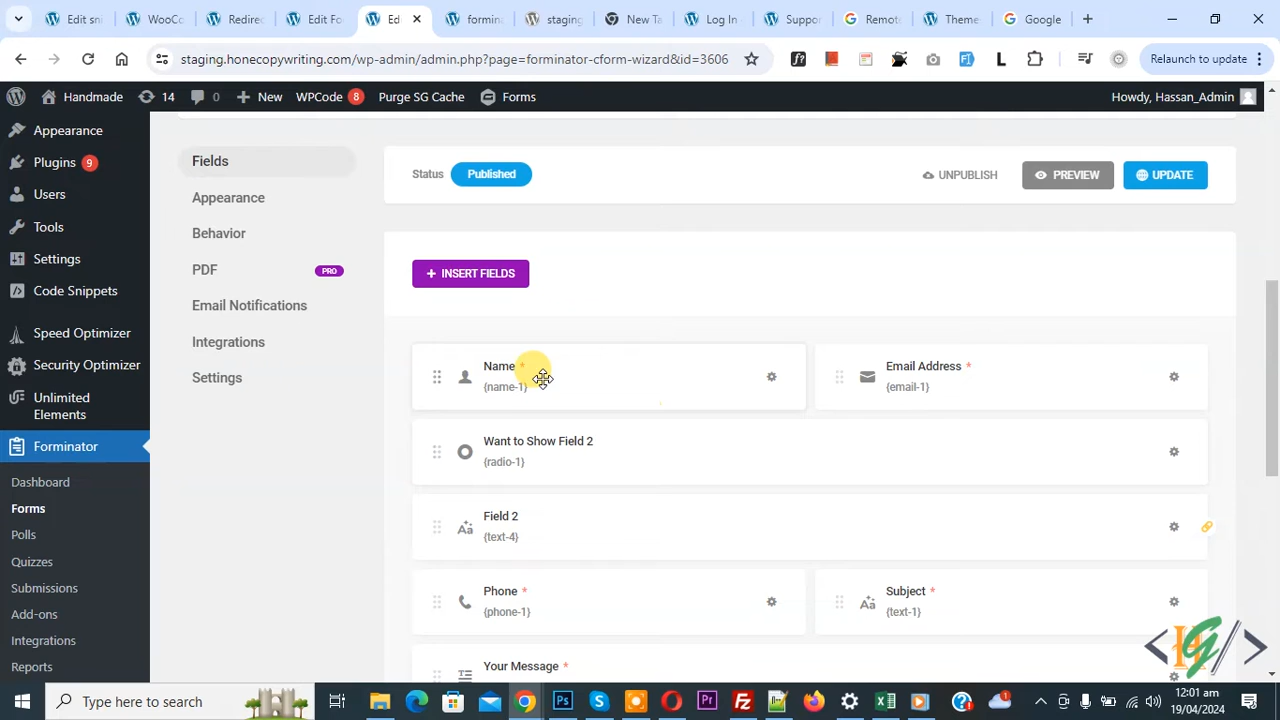 Edit sni
WooCo
Redirec
Edit Fo
Edi
formina
staging
New Ta
Log In
Suppor
Remot
Theme
Google
staging.honecopywriting.com/wp-admin/admin.php?page=forminator-cform-wizard&id=3606
Relaunch to update
Handmade
14
0
New
WPCode 8
Purge SG Cache
Forms
Howdy, Hassan_Admin
Appearance
Plugins 9
Users
Tools
Settings
Code Snippets
Speed Optimizer
Security Optimizer
Unlimited
Elements
Forminator
Dashboard
Forms
Polls
Quizzes
Submissions
Add-ons
Integrations
Reports
Fields
Appearance
Behavior
PDF PRO
Email Notifications
Integrations
Settings
Status Published
UNPUBLISH
PREVIEW
UPDATE
+ INSERT FIELDS
Name *
{name-1}
Email Address *
{email-1}
Want to Show Field 2
{radio-1}
Field 2
{text-4}
Phone *
{phone-1}
Subject *
{text-1}
Your Message *
Type here to search
12:01 am
19/04/2024